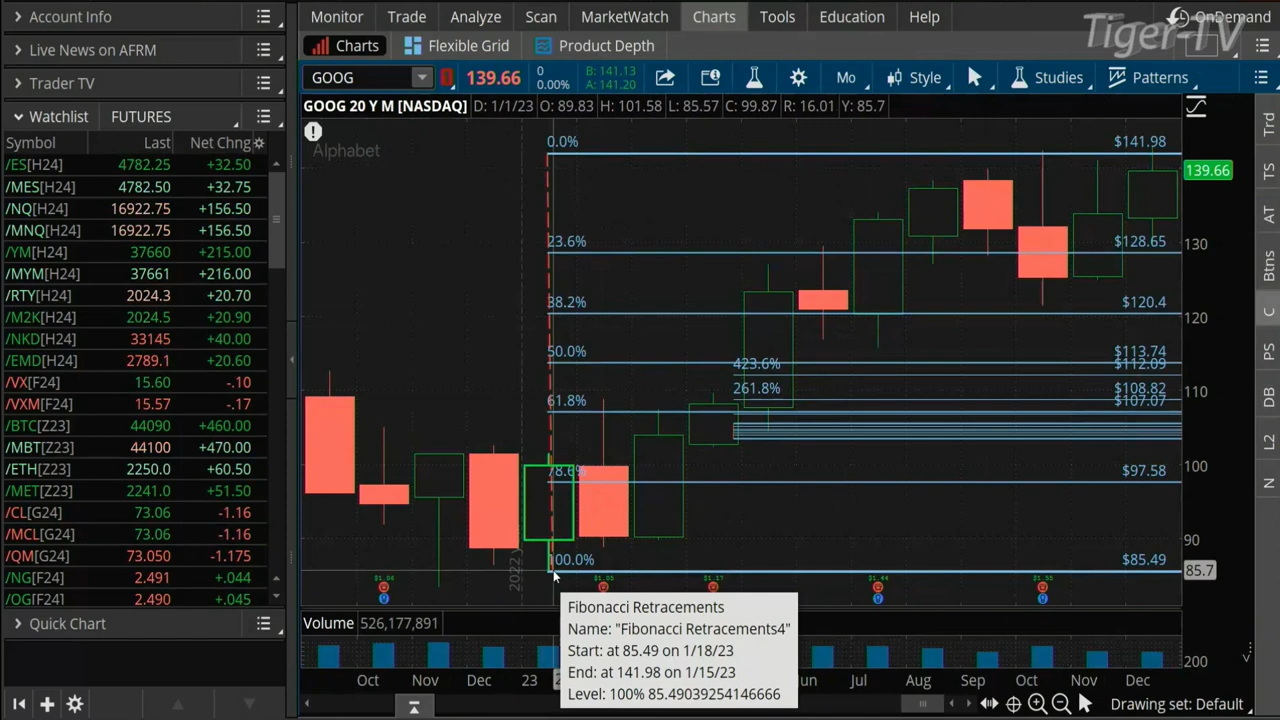 Account Info
Live News on AFRM
Trader TV
Watchlist FUTURES
Symbol Last Net Chng
/ES[H24] 4782.25 +32.50
/MES[H24] 4782.50 +32.75
/NQ[H24] 16922.75 +156.50
/MNQ[H24] 16922.75 +156.50
/YM[H24] 37660 +215.00
/MYM[H24] 37661 +216.00
/RTY[H24] 2024.3 +20.70
/M2K[H24] 2024.5 +20.90
/NKD[H24] 33145 +40.00
/EMD[H24] 2789.1 +20.60
/VX[F24] 15.60 -.10
/VXM[F24] 15.57 -.17
/BTC[Z23] 44090 +460.00
/MBT[Z23] 44100 +470.00
/ETH[Z23] 2250.0 +60.50
/MET[Z23] 2241.0 +51.50
/CL[G24] 73.06 -1.16
/MCL[G24] 73.06 -1.16
/QM[G24] 73.050 -1.175
/NG[F24] 2.491 +.044
/OG[F24] 2.490 +.045
Quick Chart
Monitor Trade Analyze Scan MarketWatch Charts Tools Education Help
OnDemand
Tiger-TV
Charts Flexible Grid Product Depth
GOOG 139.66 0 0.00% B: 141.13 A: 141.20 Mo Style Studies Patterns
GOOG 20 Y M [NASDAQ] D: 1/1/23 O: 89.83 H: 101.58 L: 85.57 C: 99.87 R: 16.01 Y: 85.7
Alphabet
0.0% $141.98
139.66
23.6% $128.65
130
38.2% $120.4
120
50.0% $113.74
423.6% $112.09
261.8% $108.82
110
61.8% $107.07
100
78.6% $97.58
90
100.0% $85.49
85.7
2022 y
$1.06 $1.05 $1.17 $1.44 $1.55
Fibonacci Retracements
Name: "Fibonacci Retracements4"
Start: at 85.49 on 1/18/23
End: at 141.98 on 1/15/23
Level: 100% 85.49039254146666
Volume 526,177,891
200
Oct Nov Dec 23 Jul Aug Sep Oct Nov Dec
Drawing set: Default
Trd
TS
AT
Btns
C
PS
DB
L2
N